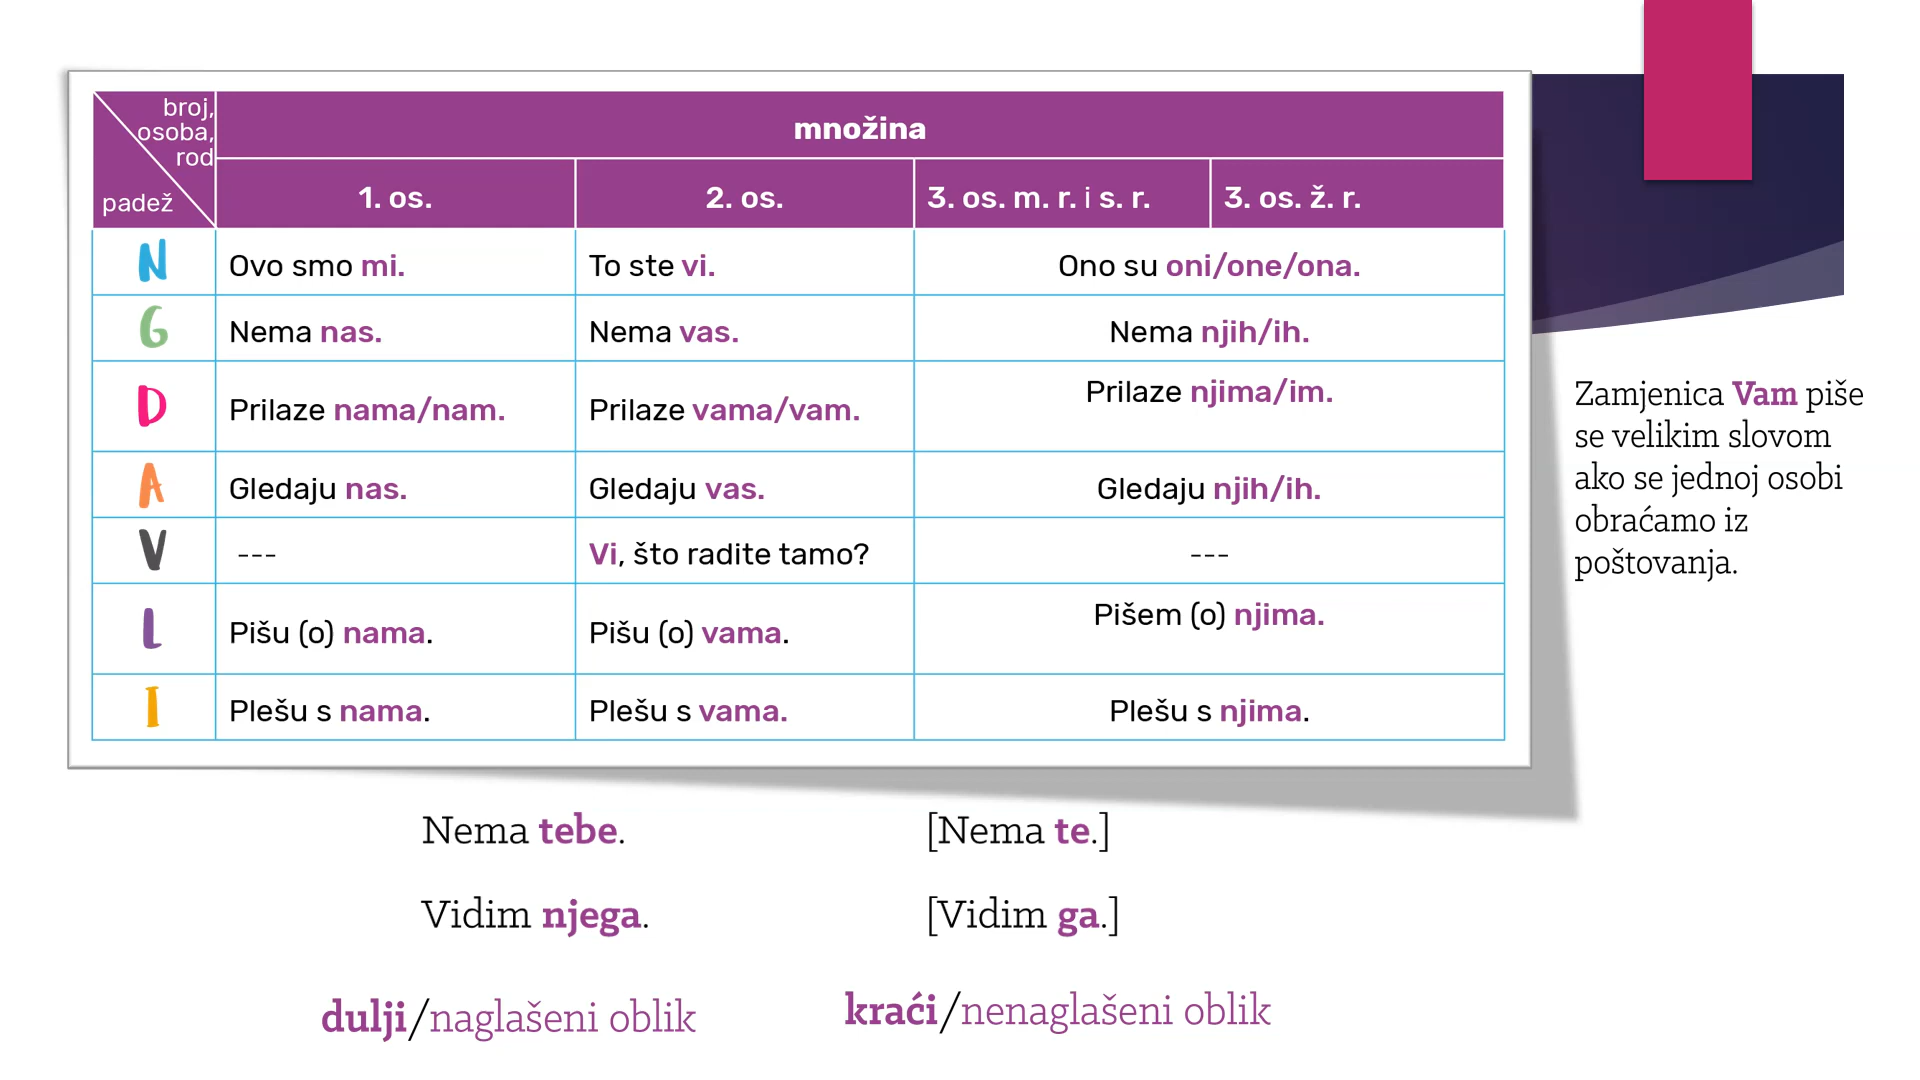 broj,
osoba,
rod
padež
množina
1. os.
2. os.
3. os. m. r. i s. r.
3. os. ž. r.
N
Ovo smo mi.
To ste vi.
Ono su oni/one/ona.
G
Nema nas.
Nema vas.
Nema njih/ih.
D
Prilaze nama/nam.
Prilaze vama/vam.
Prilaze njima/im.
A
Gledaju nas.
Gledaju vas.
Gledaju njih/ih.
V
---
Vi, što radite tamo?
---
L
Pišu (o) nama.
Pišu (o) vama.
Pišem (o) njima.
I
Plešu s nama.
Plešu s vama.
Plešu s njima.
Zamjenica Vam piše
se velikim slovom
ako se jednoj osobi
obraćamo iz
poštovanja.
Nema tebe.
[Nema te.]
Vidim njega.
[Vidim ga.]
dulji/naglašeni oblik
kraći/nenaglašeni oblik